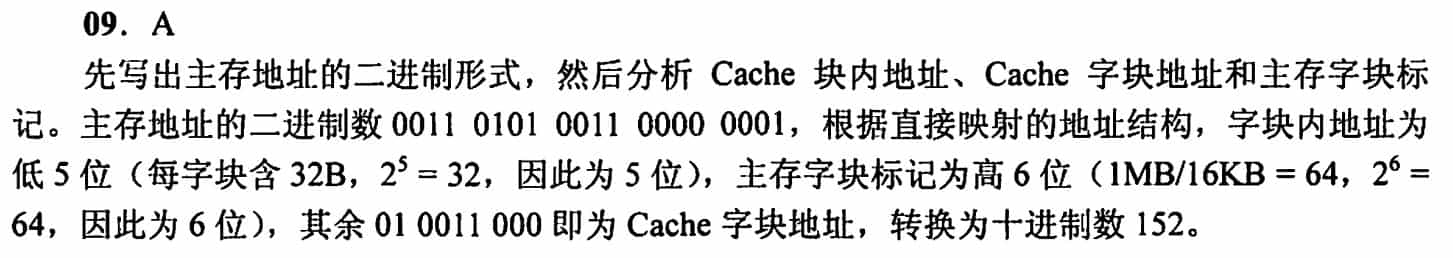 09. A
先写出主存地址的二进制形式，然后分析 Cache 块内地址、Cache 字块地址和主存字块标
记。主存地址的二进制数 0011 0101 0011 0000 0001，根据直接映射的地址结构，字块内地址为
低 5 位（每字块含 32B，2⁵ = 32，因此为 5 位），主存字块标记为高 6 位（1MB/16KB = 64，2⁶ =
64，因此为 6 位），其余 01 0011 000 即为 Cache 字块地址，转换为十进制数 152。